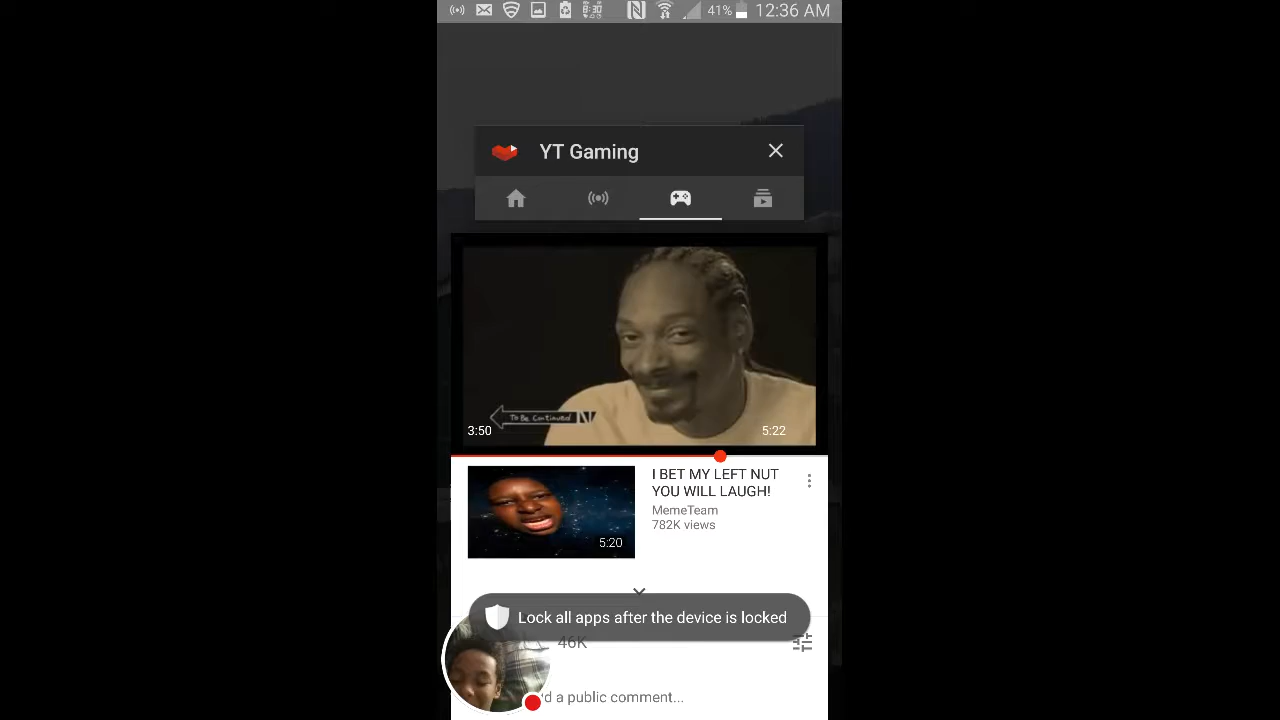 41% 12:36 AM
YT Gaming
To Be Continued
3:50
5:22
I BET MY LEFT NUT
YOU WILL LAUGH!
MemeTeam
782K views
5:20
Lock all apps after the device is locked
46K
a public comment...